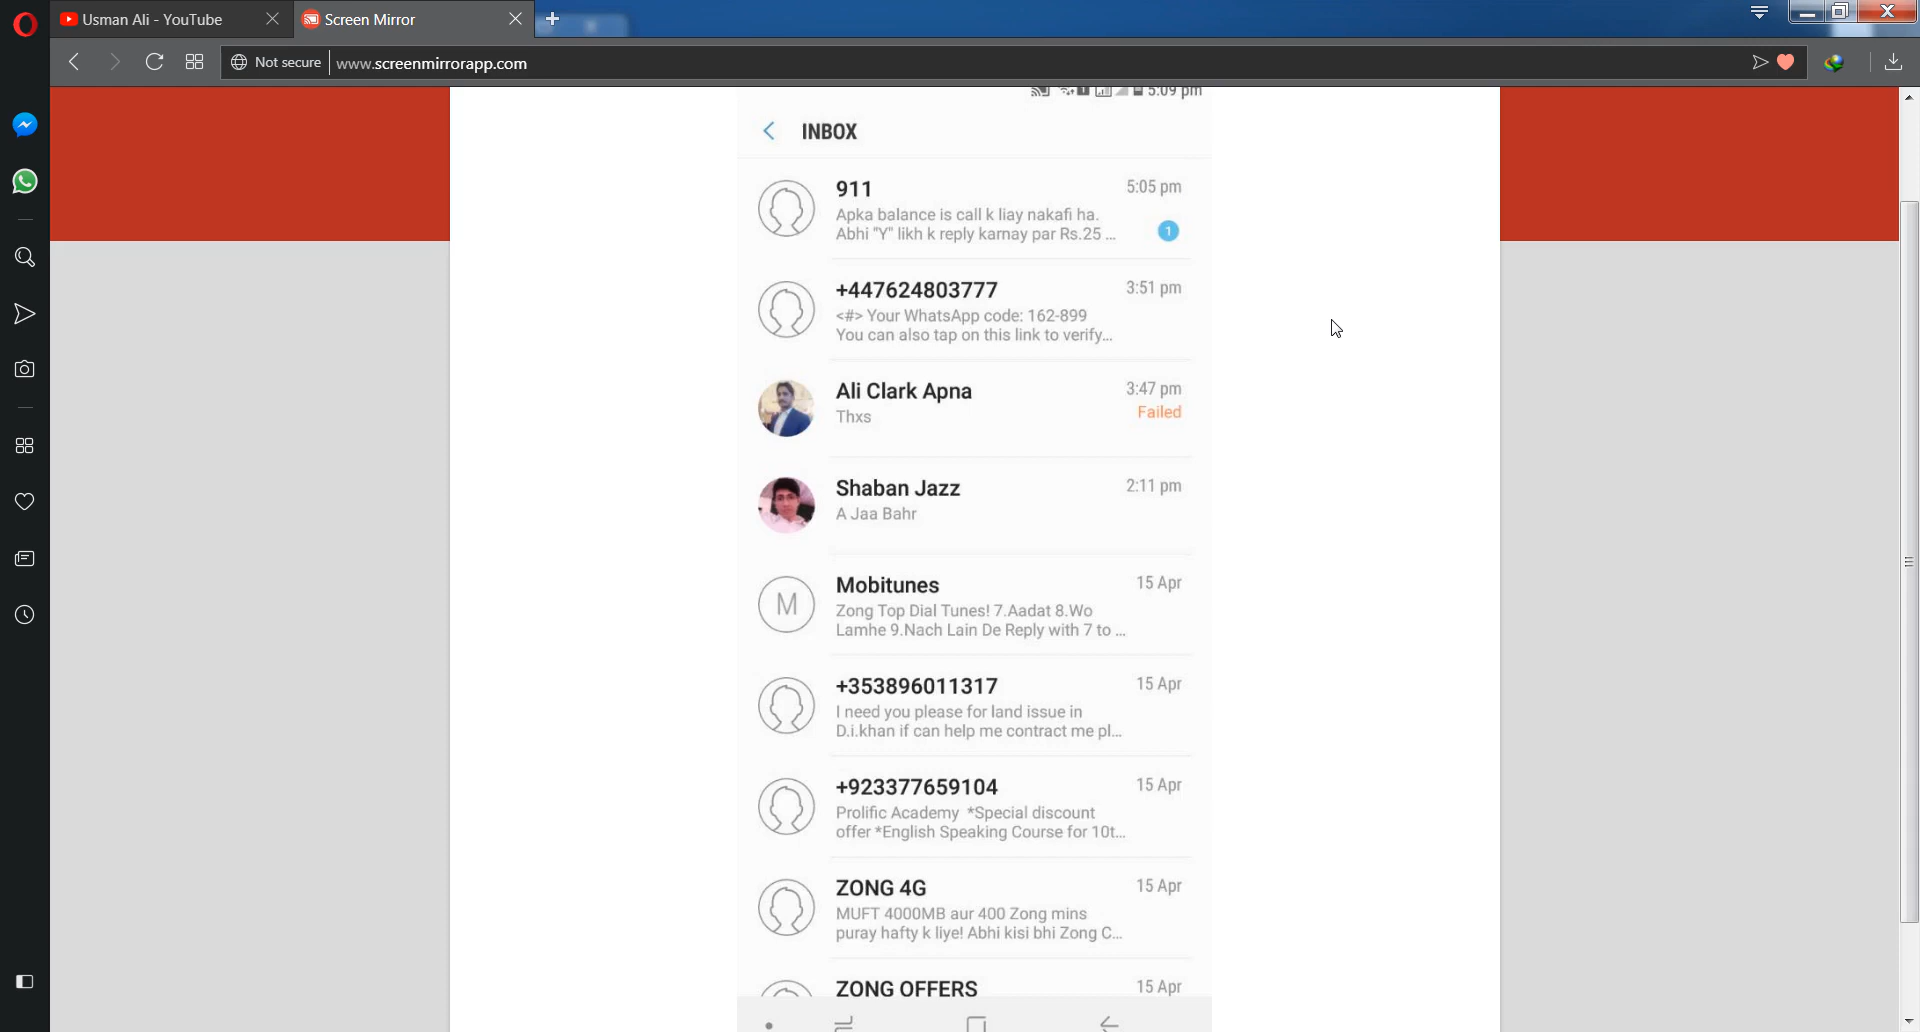 Usman Ali - YouTube
Screen Mirror
Not secure
www.screenmirrorapp.com
5:09 pm
INBOX
911
5:05 pm
Apka balance is call k liay nakafi ha.
Abhi "Y" likh k reply karnay par Rs.25 ...
1
+447624803777
3:51 pm
<#> Your WhatsApp code: 162-899
You can also tap on this link to verify...
Ali Clark Apna
3:47 pm
Thxs
Failed
Shaban Jazz
2:11 pm
A Jaa Bahr
M
Mobitunes
15 Apr
Zong Top Dial Tunes! 7.Aadat 8.Wo
Lamhe 9.Nach Lain De Reply with 7 to ...
+353896011317
15 Apr
I need you please for land issue in
D.i.khan if can help me contract me pl...
+923377659104
15 Apr
Prolific Academy *Special discount
offer *English Speaking Course for 10t...
ZONG 4G
15 Apr
MUFT 4000MB aur 400 Zong mins
puray hafty k liye! Abhi kisi bhi Zong C...
ZONG OFFERS
15 Apr